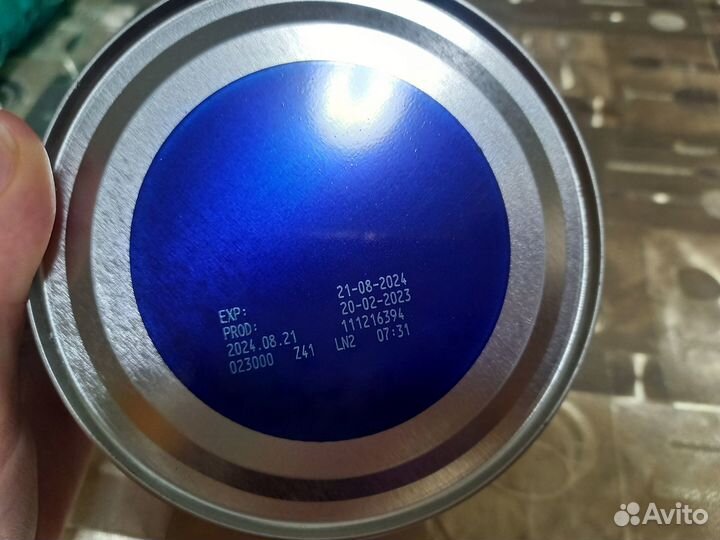 EXP: 21-08-2024
PROD: 20-02-2023
2024.08.21 111216394
023000 Z41 LN2 07:31
Avito